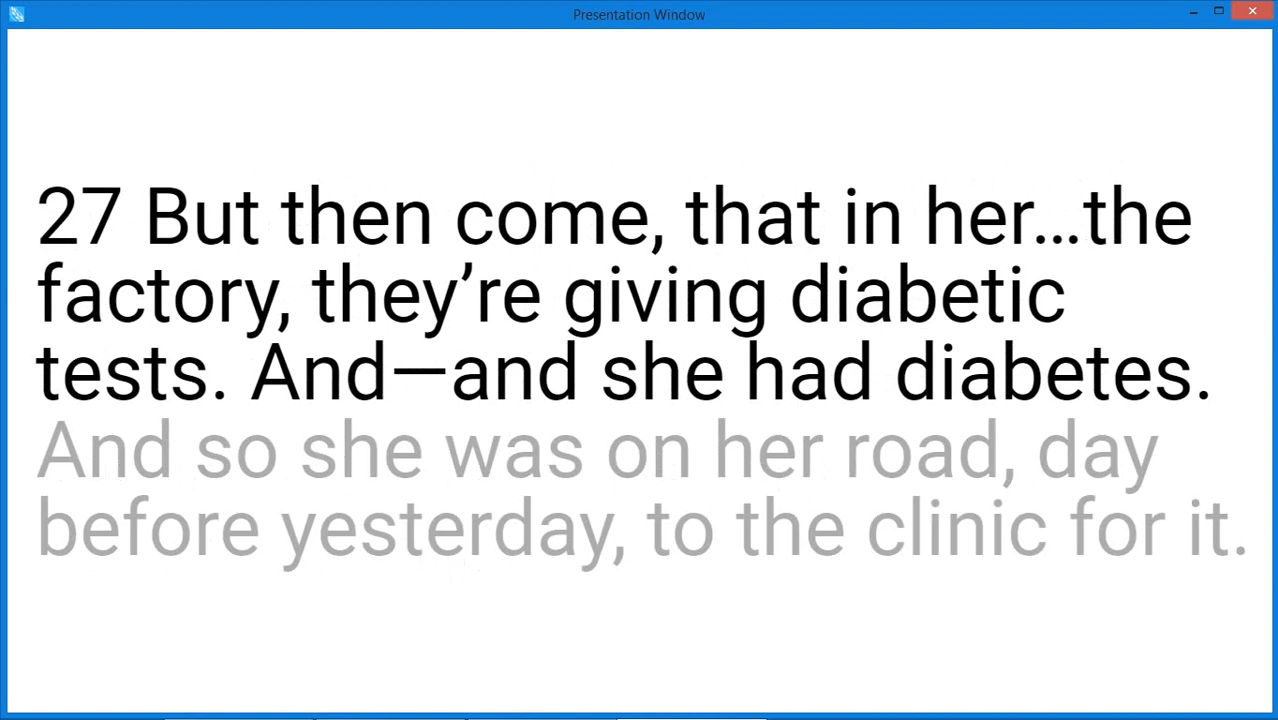 Presentation Window
27 But then come, that in her…the
factory, they’re giving diabetic
tests. And—and she had diabetes.
And so she was on her road, day
before yesterday, to the clinic for it.